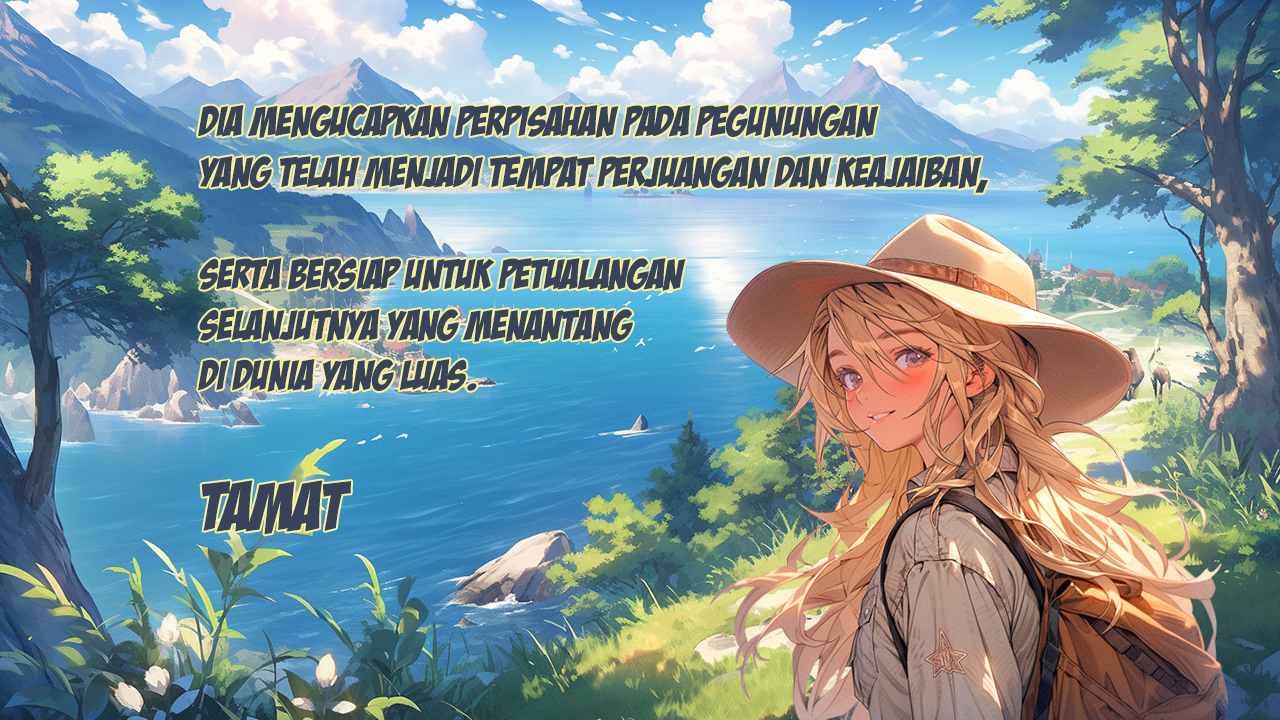 DIA MENGUCAPKAN PERPISAHAN PADA PEGUNUNGAN
YANG TELAH MENJADI TEMPAT PERJUANGAN DAN KEAJAIBAN,
SERTA BERSIAP UNTUK PETUALANGAN
SELANJUTNYA YANG MENANTANG
DI DUNIA YANG LUAS.
TAMAT